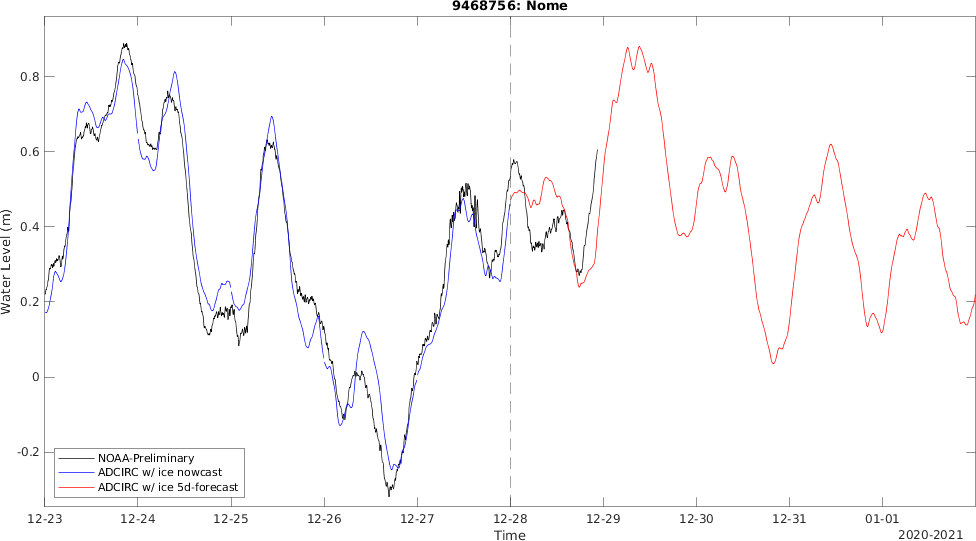 9468756: Nome
Water Level (m)
0.8
0.6
0.4
0.2
0
-0.2
NOAA-Preliminary
ADCIRC w/ ice nowcast
ADCIRC w/ ice 5d-forecast
12-23 12-24 12-25 12-26 12-27 12-28 12-29 12-30 12-31 01-01
Time
2020-2021